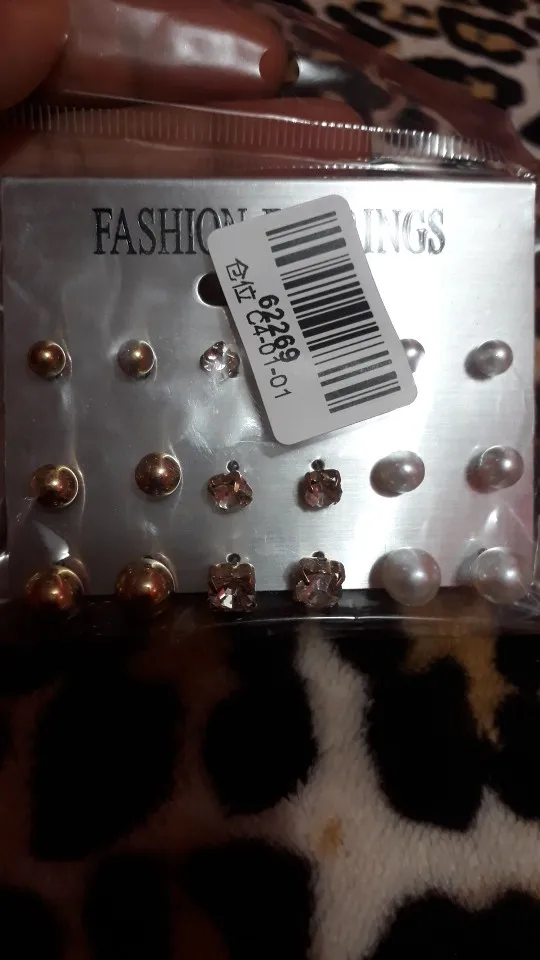 FASHION E RINGS
62269
仓位 C4-01-01